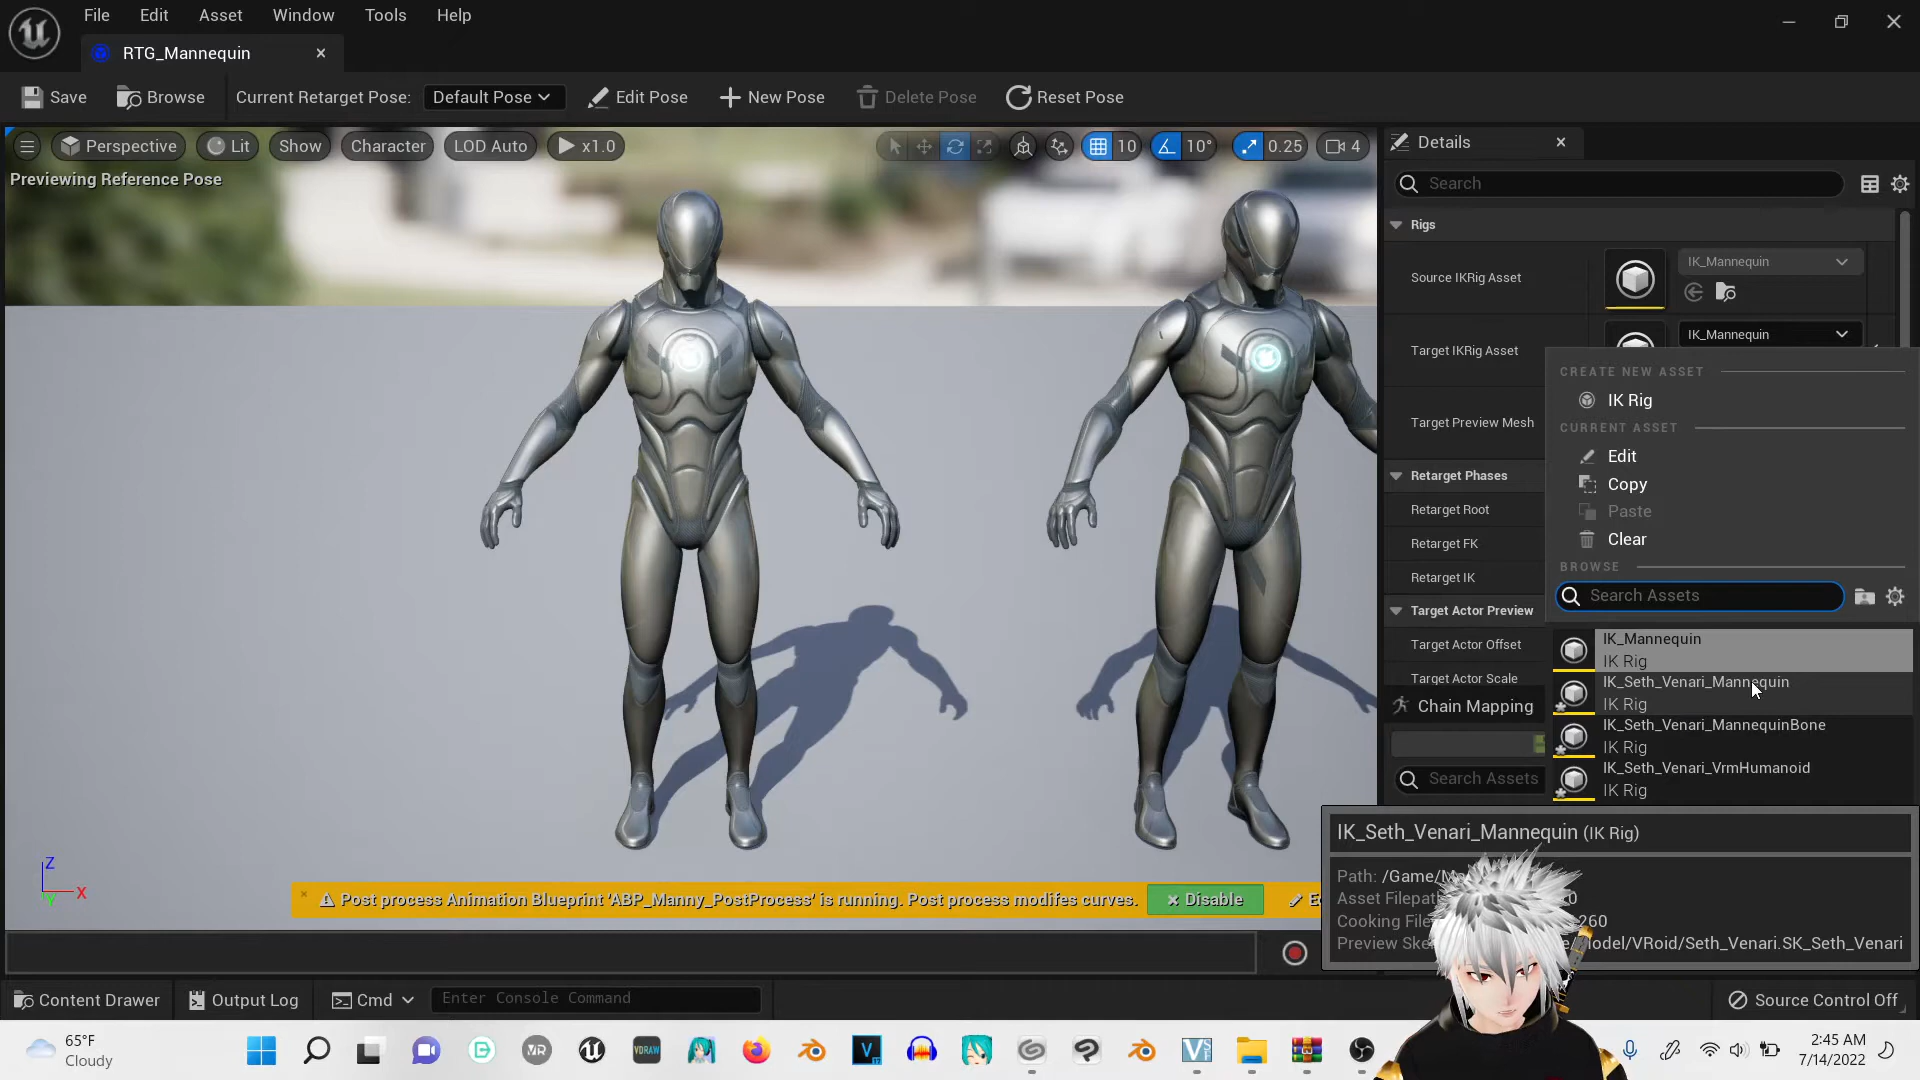 File Edit Asset Window Tools Help
RTG_Mannequin
Save Browse Current Retarget Pose: Default Pose Edit Pose New Pose Delete Pose Reset Pose
Perspective Lit Show Character LOD Auto x1.0 10 10° 0.25 4
Previewing Reference Pose
Details
Search
Rigs
Source IKRig Asset IK_Mannequin
Target IKRig Asset IK_Mannequin
Target Preview Mesh
Retarget Phases
Retarget Root
Retarget FK
Retarget IK
Target Actor Preview
Target Actor Offset
Target Actor Scale
Chain Mapping
Search Assets
CREATE NEW ASSET
IK Rig
CURRENT ASSET
Edit
Copy
Paste
Clear
BROWSE
Search Assets
IK_Mannequin
IK Rig
IK_Seth_Venari_Mannequin
IK Rig
IK_Seth_Venari_MannequinBone
IK Rig
IK_Seth_Venari_VrmHumanoid
IK Rig
IK_Seth_Venari_Mannequin (IK Rig)
Path: /Game/
Asset
Cooking 260
Preview /VRoid/Seth_Venari.SK_Seth_Venari
Post process Animation Blueprint 'ABP_Manny_PostProcess' is running. Post process modifes curves. Disable
Z
X
Y
Content Drawer Output Log Cmd Enter Console Command Source Control Off
65°F
Cloudy
2:45 AM
7/14/2022